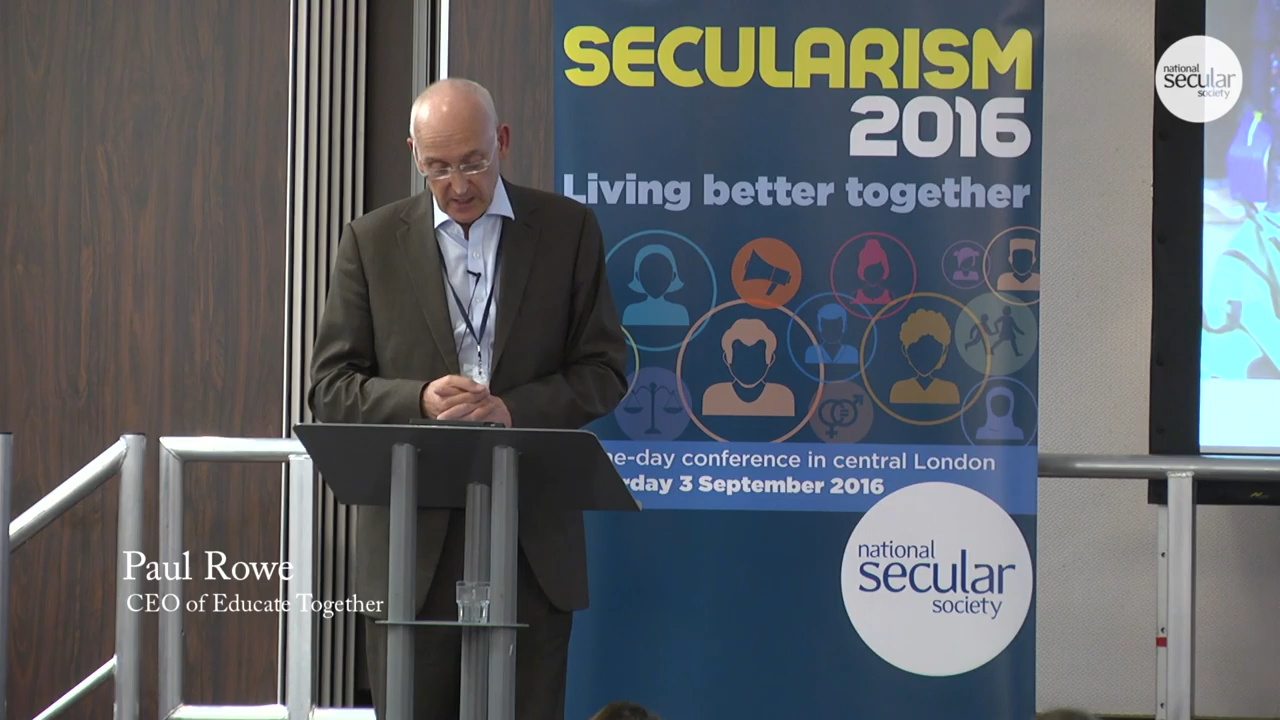 SECULARISM
2016
Living better together
ne-day conference in central London
rday 3 September 2016
national
secular
society
national
secular
society
Paul Rowe
CEO of Educate Together